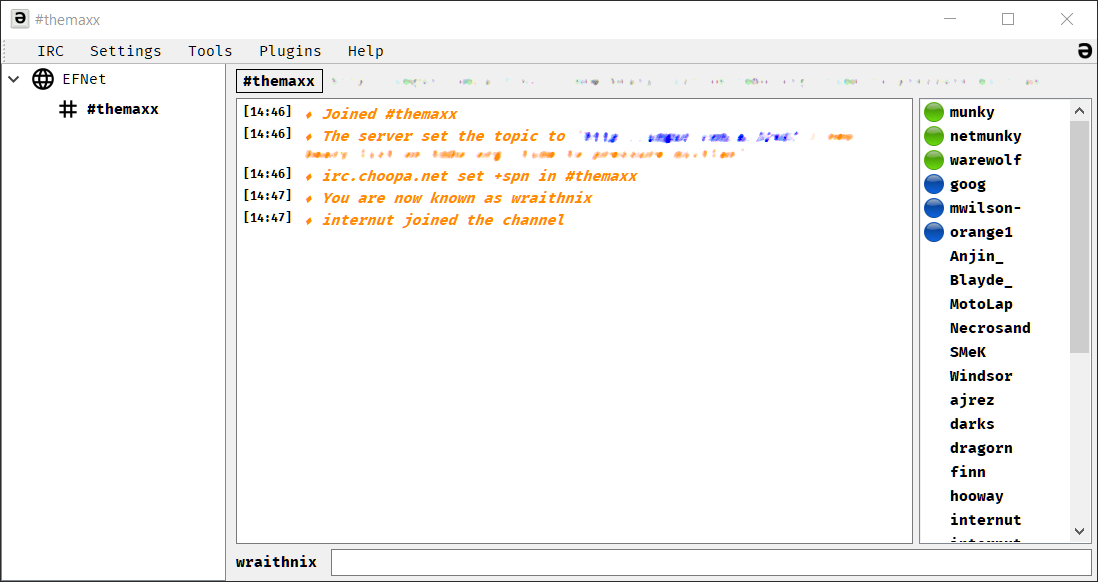 ə #themaxx
IRC Settings Tools Plugins Help
ə
EFNet
#themaxx
#themaxx
[14:46] ♦ Joined #themaxx
[14:46] ♦ The server set the topic to
[14:46] ♦ irc.choopa.net set +spn in #themaxx
[14:47] ♦ You are now known as wraithnix
[14:47] ♦ internut joined the channel
munky
netmunky
warewolf
goog
mwilson-
orange1
Anjin_
Blayde_
MotoLap
Necrosand
SMeK
Windsor
ajrez
darks
dragorn
finn
hooway
internut
wraithnix